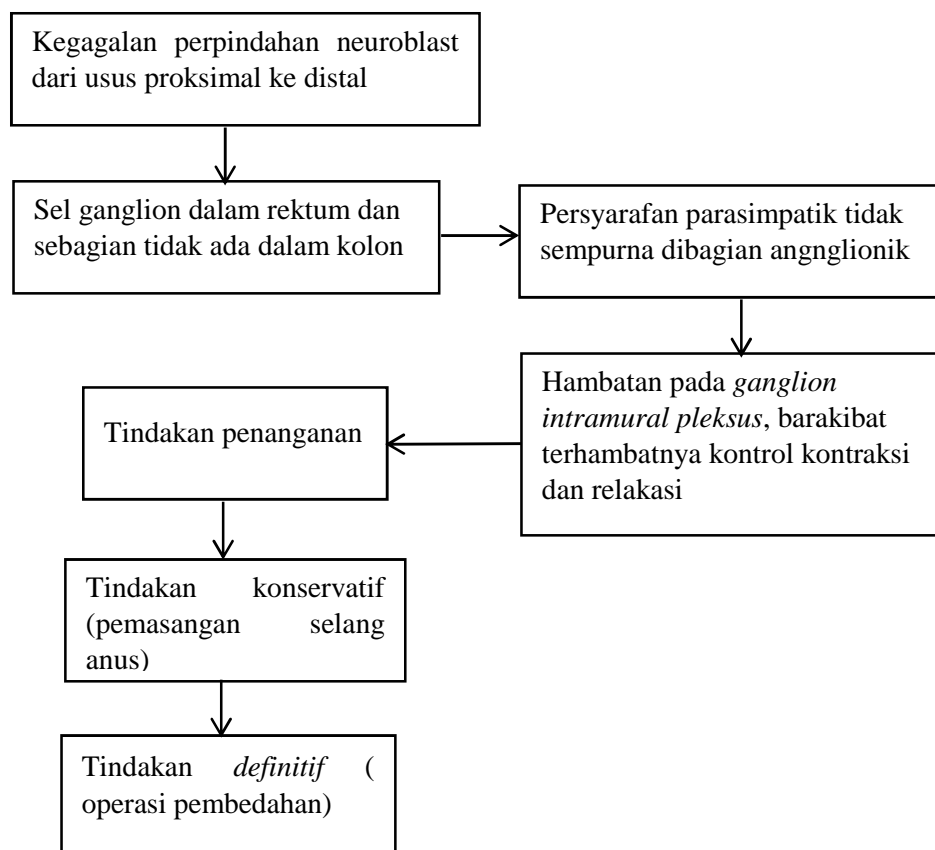 Kegagalan perpindahan neuroblast
dari usus proksimal ke distal
Sel ganglion dalam rektum dan
sebagian tidak ada dalam kolon
Persyarafan parasimpatik tidak
sempurna dibagian angnglionik
Hambatan pada ganglion
intramural pleksus, barakibat
terhambatnya kontrol kontraksi
dan relakasi
Tindakan penanganan
Tindakan konservatif
(pemasangan selang
anus)
Tindakan definitif (
operasi pembedahan)